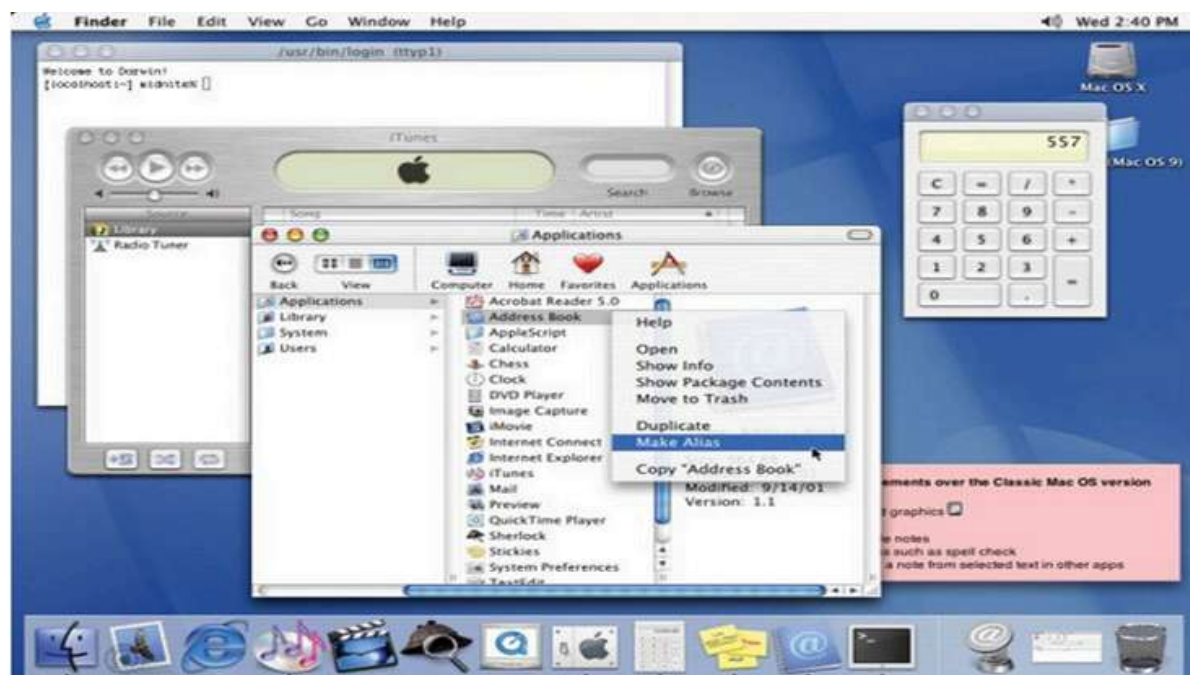 Finder File Edit View Go Window Help
Wed 2:40 PM
/usr/bin/login (ttyp1)
Welcome to Darwin!
[localhost:~] midnite%
Mac OS X
(Mac OS 9)
557
C = / *
7 8 9 -
4 5 6 +
1 2 3 =
0 .
iTunes
Search Browse
Source Song Time Artist
Library
Radio Tuner
Applications
Back View Computer Home Favorites Applications
Applications
Library
System
Users
Acrobat Reader 5.0
Address Book
AppleScript
Calculator
Chess
Clock
DVD Player
Image Capture
iMovie
Internet Connect
Internet Explorer
iTunes
Mail
Preview
QuickTime Player
Sherlock
Stickies
System Preferences
TextEdit
Help
Open
Show Info
Show Package Contents
Move to Trash
Duplicate
Make Alias
Copy "Address Book"
Modified: 9/14/01
Version: 1.1
ements over the Classic Mac OS version
d graphics
e notes
s such as spell check
a note from selected text in other apps